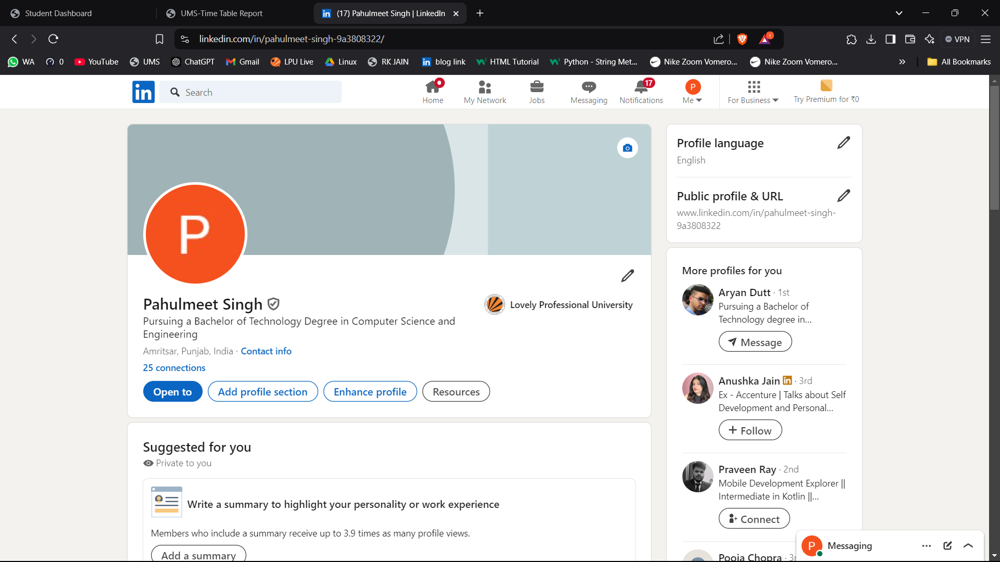 Student Dashboard
UMS-Time Table Report
(17) Pahulmeet Singh | LinkedIn
linkedin.com/in/pahulmeet-singh-9a3808322/
1
VPN
WA
0
YouTube
UMS
ChatGPT
Gmail
LPU Live
Linux
RK JAIN
blog link
HTML Tutorial
Python - String Met...
Nike Zoom Vomero...
Nike Zoom Vomero...
All Bookmarks
in
Search
Home
My Network
Jobs
Messaging
17
Notifications
P
Me
For Business
Try Premium for ₹0
P
Pahulmeet Singh
Pursuing a Bachelor of Technology Degree in Computer Science and
Engineering
Amritsar, Punjab, India · Contact info
25 connections
Lovely Professional University
Open to
Add profile section
Enhance profile
Resources
Suggested for you
Private to you
Write a summary to highlight your personality or work experience
Members who include a summary receive up to 3.9 times as many profile views.
Add a summary
Profile language
English
Public profile & URL
www.linkedin.com/in/pahulmeet-singh-
9a3808322
More profiles for you
Aryan Dutt · 1st
Pursuing a Bachelor of
Technology degree in...
Message
Anushka Jain in · 3rd
Ex - Accenture | Talks about Self
Development and Personal...
Follow
Praveen Ray · 2nd
Mobile Development Explorer ||
Intermediate in Kotlin ||...
Connect
Pooja Chopra
P
Messaging